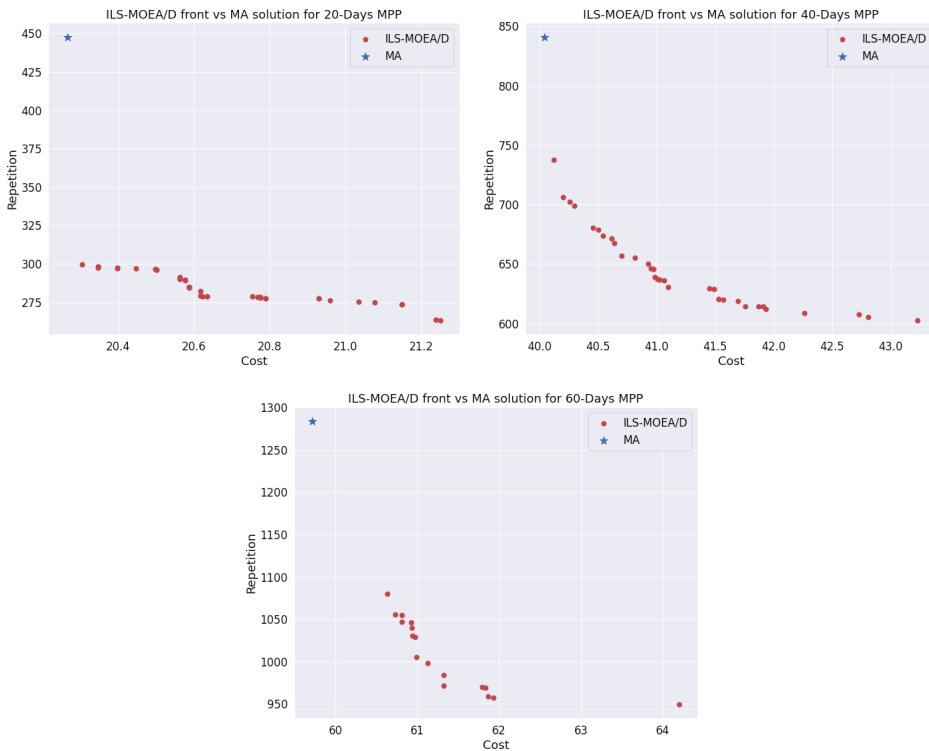 ILS-MOEA/D front vs MA solution for 20-Days MPP
450
425
400
375
350
325
300
275
Repetition
20.4
20.6
20.8
21.0
21.2
Cost
ILS-MOEA/D
MA
ILS-MOEA/D front vs MA solution for 40-Days MPP
850
800
750
700
650
600
Repetition
40.0
40.5
41.0
41.5
42.0
42.5
43.0
Cost
ILS-MOEA/D
MA
ILS-MOEA/D front vs MA solution for 60-Days MPP
1300
1250
1200
1150
1100
1050
1000
950
Repetition
60
61
62
63
64
Cost
ILS-MOEA/D
MA